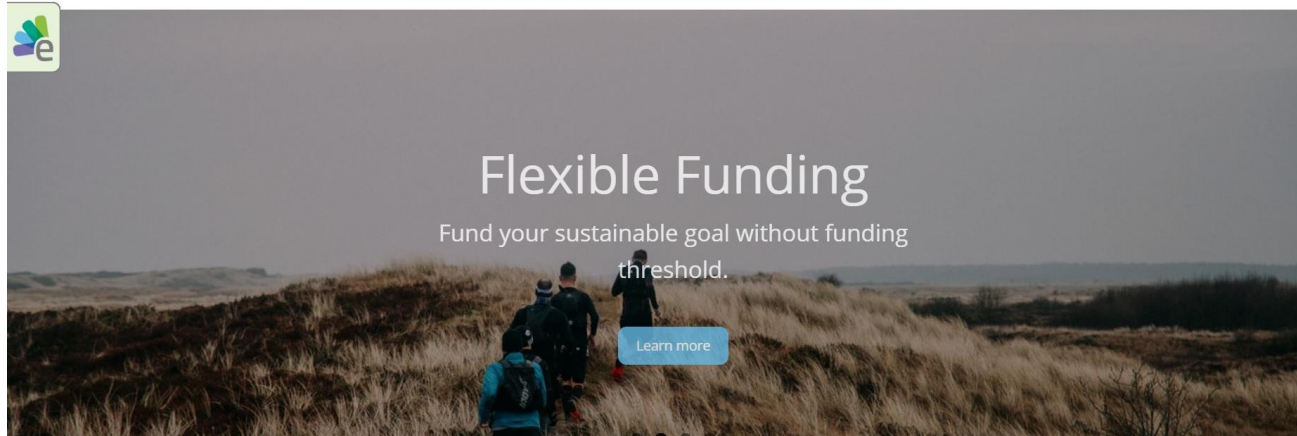 e
Flexible Funding
Fund your sustainable goal without funding
threshold.
Learn more